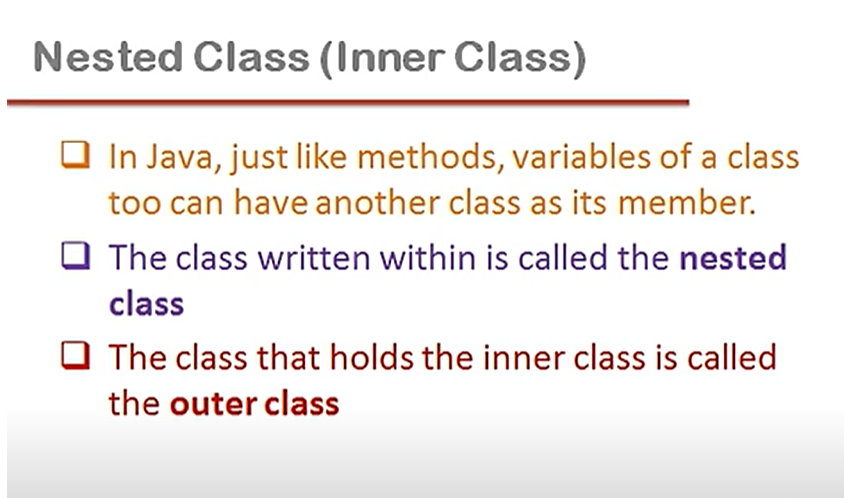 Nested Class (Inner Class)
In Java, just like methods, variables of a class
too can have another class as its member.
The class written within is called the nested
class
The class that holds the inner class is called
the outer class